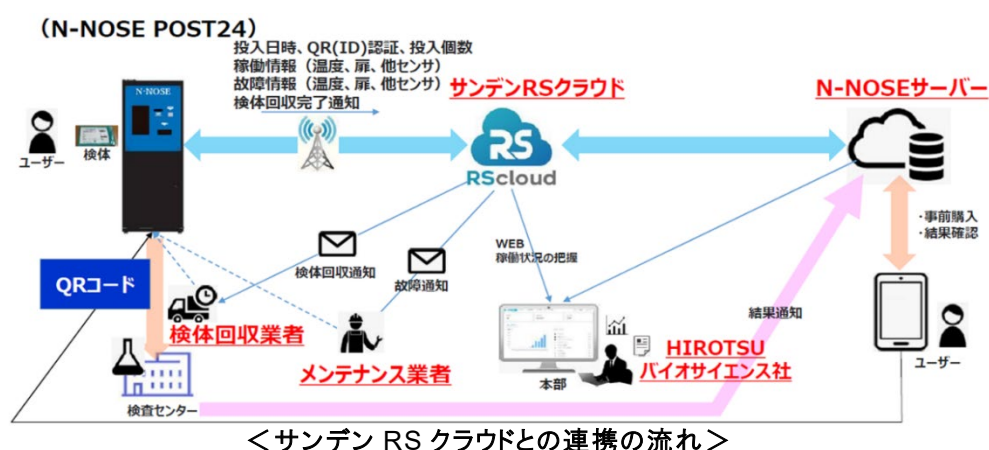 （N-NOSE POST24）
投入日時、QR(ID)認証、投入個数
稼働情報（温度、扉、他センサ）
故障情報（温度、扉、他センサ）
検体回収完了通知
サンデンRSクラウド
N-NOSEサーバー
N-NOSE
ユーザー
検体
RS
RScloud
・事前購入
・結果確認
WEB
稼働状況の把握
検体回収通知
故障通知
QRコード
結果通知
検体回収業者
メンテナンス業者
HIROTSU
バイオサイエンス社
本部
ユーザー
検査センター
＜サンデン RS クラウドとの連携の流れ＞